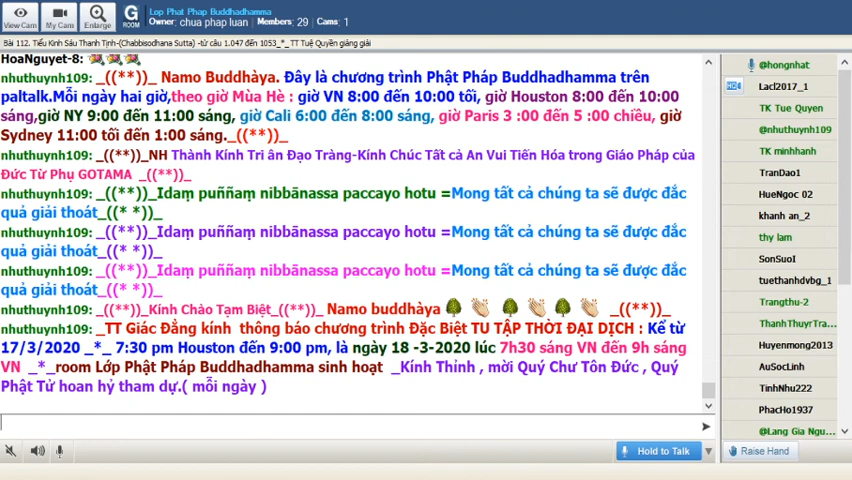 View Cam
My Cam
Enlarge
G
ROOM
Lop Phat Phap Buddhadhamma
Owner: chua phap luan Members: 29 Cams: 1
Bài 112. Tiểu Kinh Sáu Thanh Tịnh-(Chabbisodhana Sutta) -từ câu 1.047 đến 1053_*_ TT Tuệ Quyền giảng giải
HoaNguyet-8:
nhuthuynh109: _((**))_ Namo Buddhàya. Đây là chương trình Phật Pháp Buddhadhamma trên
paltalk.Mỗi ngày hai giờ,theo giờ Mùa Hè : giờ VN 8:00 đến 10:00 tối, giờ Houston 8:00 đến 10:00
sáng,giờ NY 9:00 đến 11:00 sáng, giờ Cali 6:00 đến 8:00 sáng, giờ Paris 3 :00 đến 5 :00 chiều, giờ
Sydney 11:00 tối đến 1:00 sáng._((**))_
nhuthuynh109: _((**))_NH Thành Kính Tri ân Đạo Tràng-Kính Chúc Tất cả An Vui Tiến Hóa trong Giáo Pháp của
Đức Từ Phụ GOTAMA _((**))_
nhuthuynh109: _((**))_Idaṃ puññaṃ nibbānassa paccayo hotu =Mong tất cả chúng ta sẽ được đắc
quả giải thoát_((* *))_
nhuthuynh109: _((**))_Idaṃ puññaṃ nibbānassa paccayo hotu =Mong tất cả chúng ta sẽ được đắc
quả giải thoát_((* *))_
nhuthuynh109: _((**))_Idaṃ puññaṃ nibbānassa paccayo hotu =Mong tất cả chúng ta sẽ được đắc
quả giải thoát_((* *))_
nhuthuynh109: _((**))_Kính Chào Tạm Biệt_((**))_ Namo buddhàya _((**))_
nhuthuynh109: _TT Giác Đẳng kính thông báo chương trình Đặc Biệt TU TẬP THỜI ĐẠI DỊCH : Kể từ
17/3/2020 _*_ 7:30 pm Houston đến 9:00 pm, là ngày 18 -3-2020 lúc 7h30 sáng VN đến 9h sáng
VN _*_room Lớp Phật Pháp Buddhadhamma sinh hoạt _Kính Thỉnh , mời Quý Chư Tôn Đức , Quý
Phật Tử hoan hỷ tham dự.( mỗi ngày )
Hold to Talk
@hongnhat
HD Lacl2017_1
TK Tue Quyen
@nhuthuynh109
TK minhhanh
TranDao1
HueNgoc 02
khanh an_2
thy lam
SonSuoI
tuethanhdvbg_1
Trangthu-2
ThanhThuyrTra...
Huyenmong2013
AuSocLinh
TinhNhu222
PhacHo1937
@Lang Gia Ngu...
Raise Hand